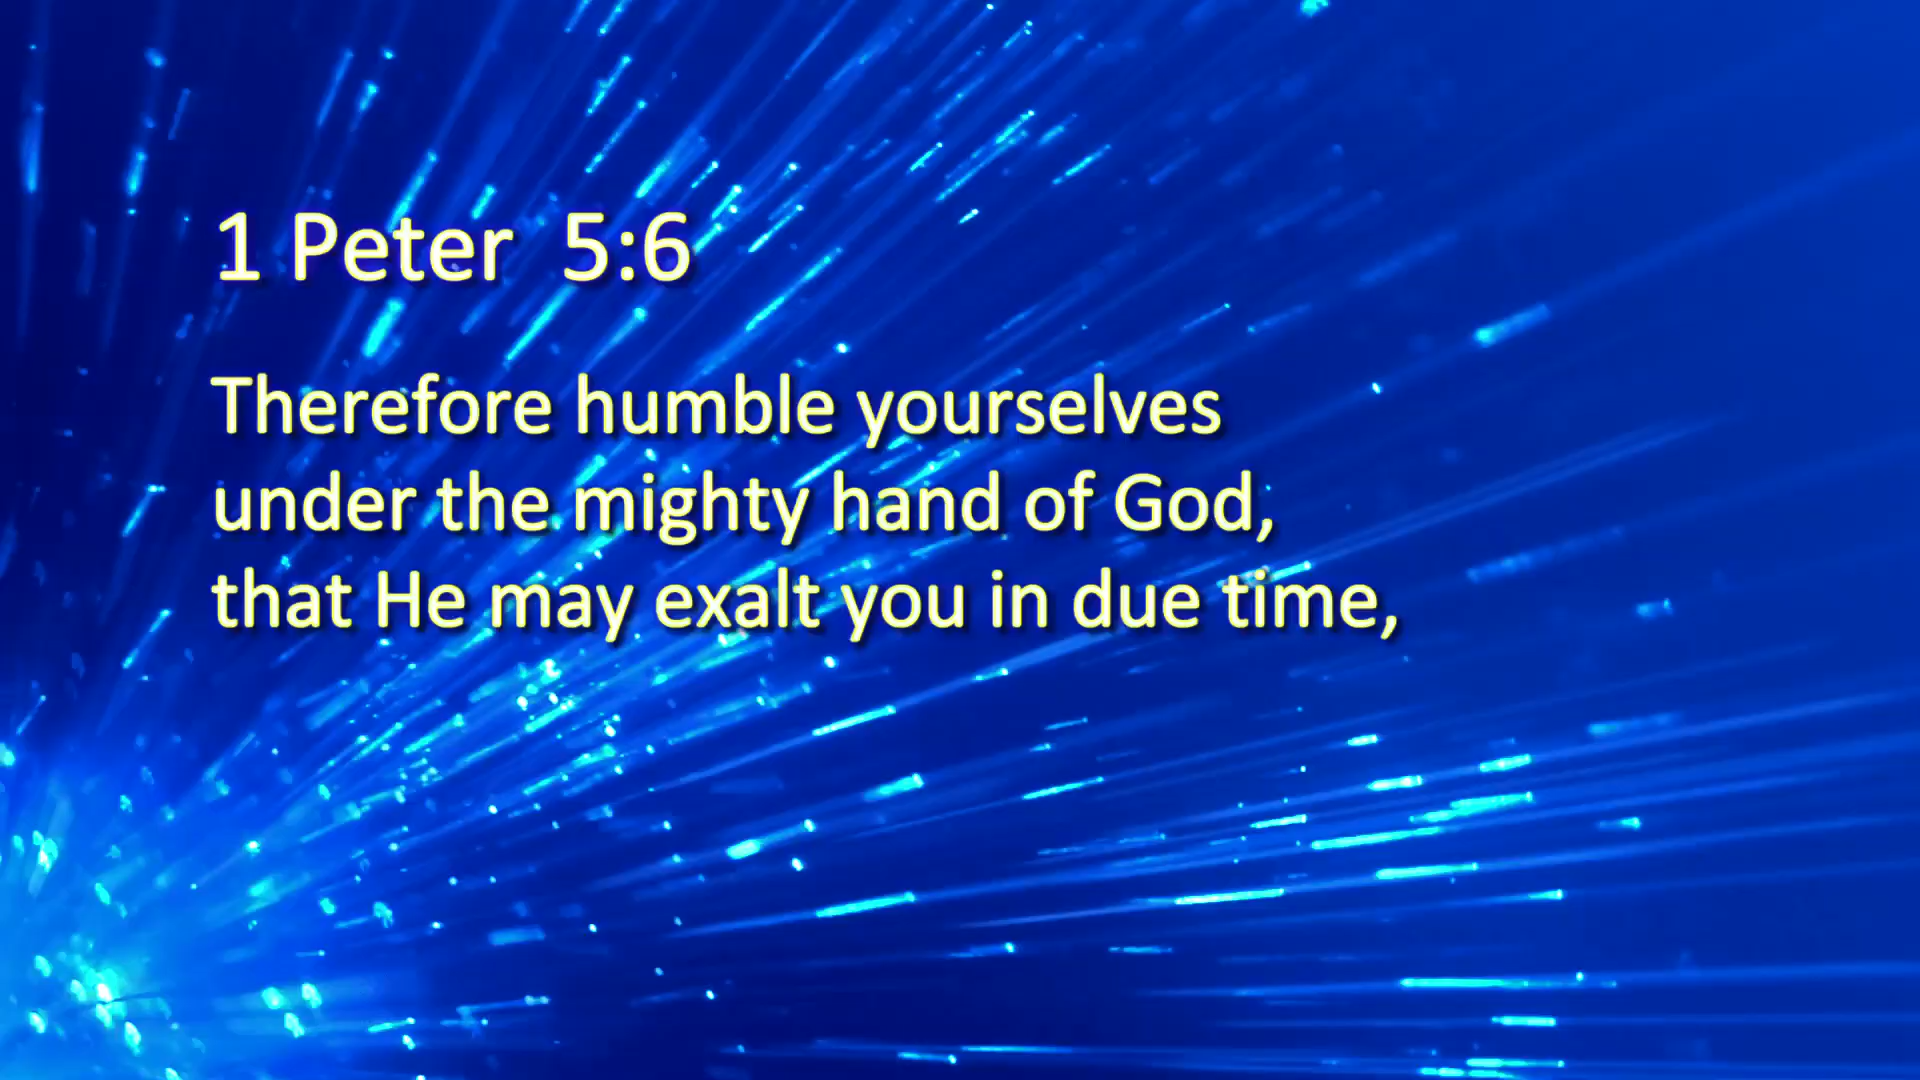 1 Peter  5:6
Therefore humble yourselves
under the mighty hand of God,
that He may exalt you in due time,